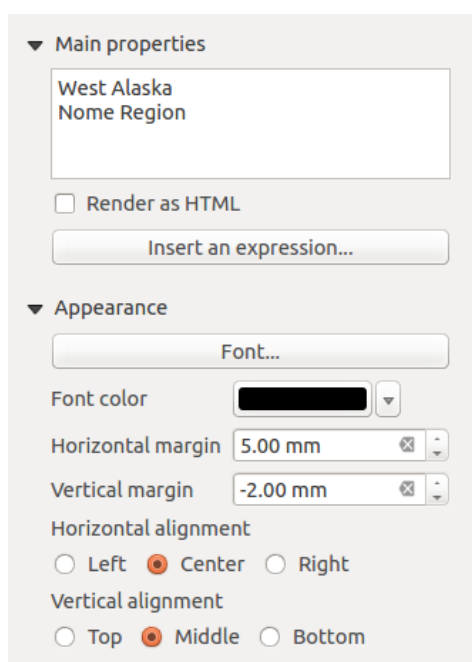 Main properties
West Alaska
Nome Region
Render as HTML
Insert an expression...
Appearance
Font...
Font color
Horizontal margin 5.00 mm
Vertical margin -2.00 mm
Horizontal alignment
Left Center Right
Vertical alignment
Top Middle Bottom